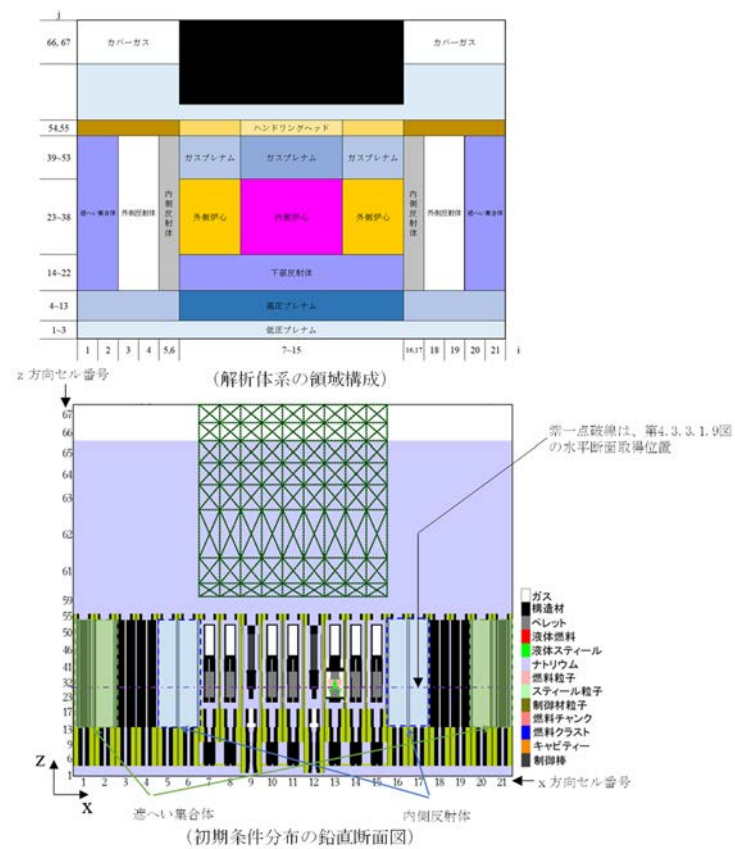 j
66,67
カバーガス
カバーガス
54,55
ハンドリングヘッド
39~53
ガスプレナム
ガスプレナム
ガスプレナム
23~38
遮へい集合体
外側反射体
内側反射体
外側炉心
内側炉心
外側炉心
内側反射体
外側反射体
遮へい集合体
14~22
下部反射体
4~13
高圧プレナム
1~3
低圧プレナム
1 2 3 4 5,6 7~15 16,17 18 19 20 21 i
(解析体系の領域構成)
z 方向セル番号
紫一点破線は、第4.3.3.1.9図
の水平断面取得位置
67
66
65
64
63
62
61
59
55
50
46
41
32
23
17
13
9
6
1
ガス
構造材
ペレット
液体燃料
液体スティール
ナトリウム
燃料粒子
スティール粒子
制御材粒子
燃料チャンク
燃料クラスト
キャビティー
制御棒
Z
X
1 2 3 4 5 6 7 8 9 10 11 12 13 14 15 16 17 18 19 20 21
x 方向セル番号
遮へい集合体
内側反射体
(初期条件分布の鉛直断面図)